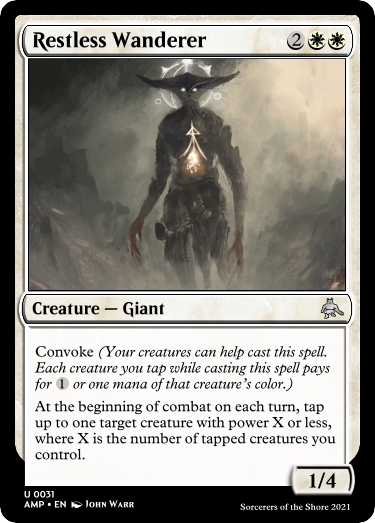 Restless Wanderer 2
Creature — Giant
Convoke (Your creatures can help cast this spell.
Each creature you tap while casting this spell pays
for 1 or one mana of that creature's color.)
At the beginning of combat on each turn, tap
up to one target creature with power X or less,
where X is the number of tapped creatures you
control.
1/4
U 0031
AMP • EN John Warr
Sorcerers of the Shore 2021